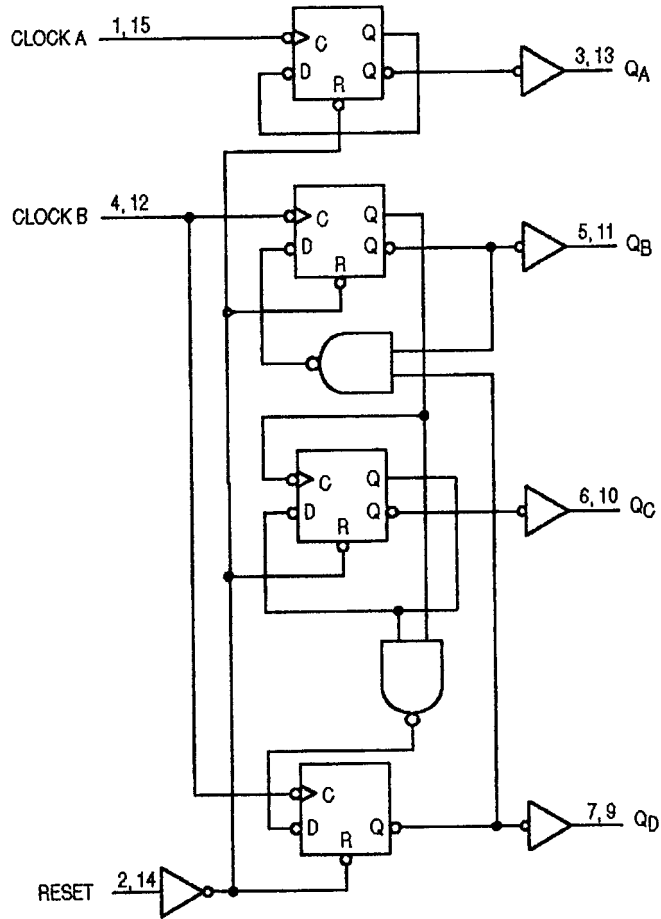 CLOCK A 1, 15 C Q
D Q 3, 13 QA
R
CLOCK B 4, 12 C Q
D Q 5, 11 QB
R
C Q
D Q 6, 10 QC
R
C
D Q 7, 9 QD
R
RESET 2, 14